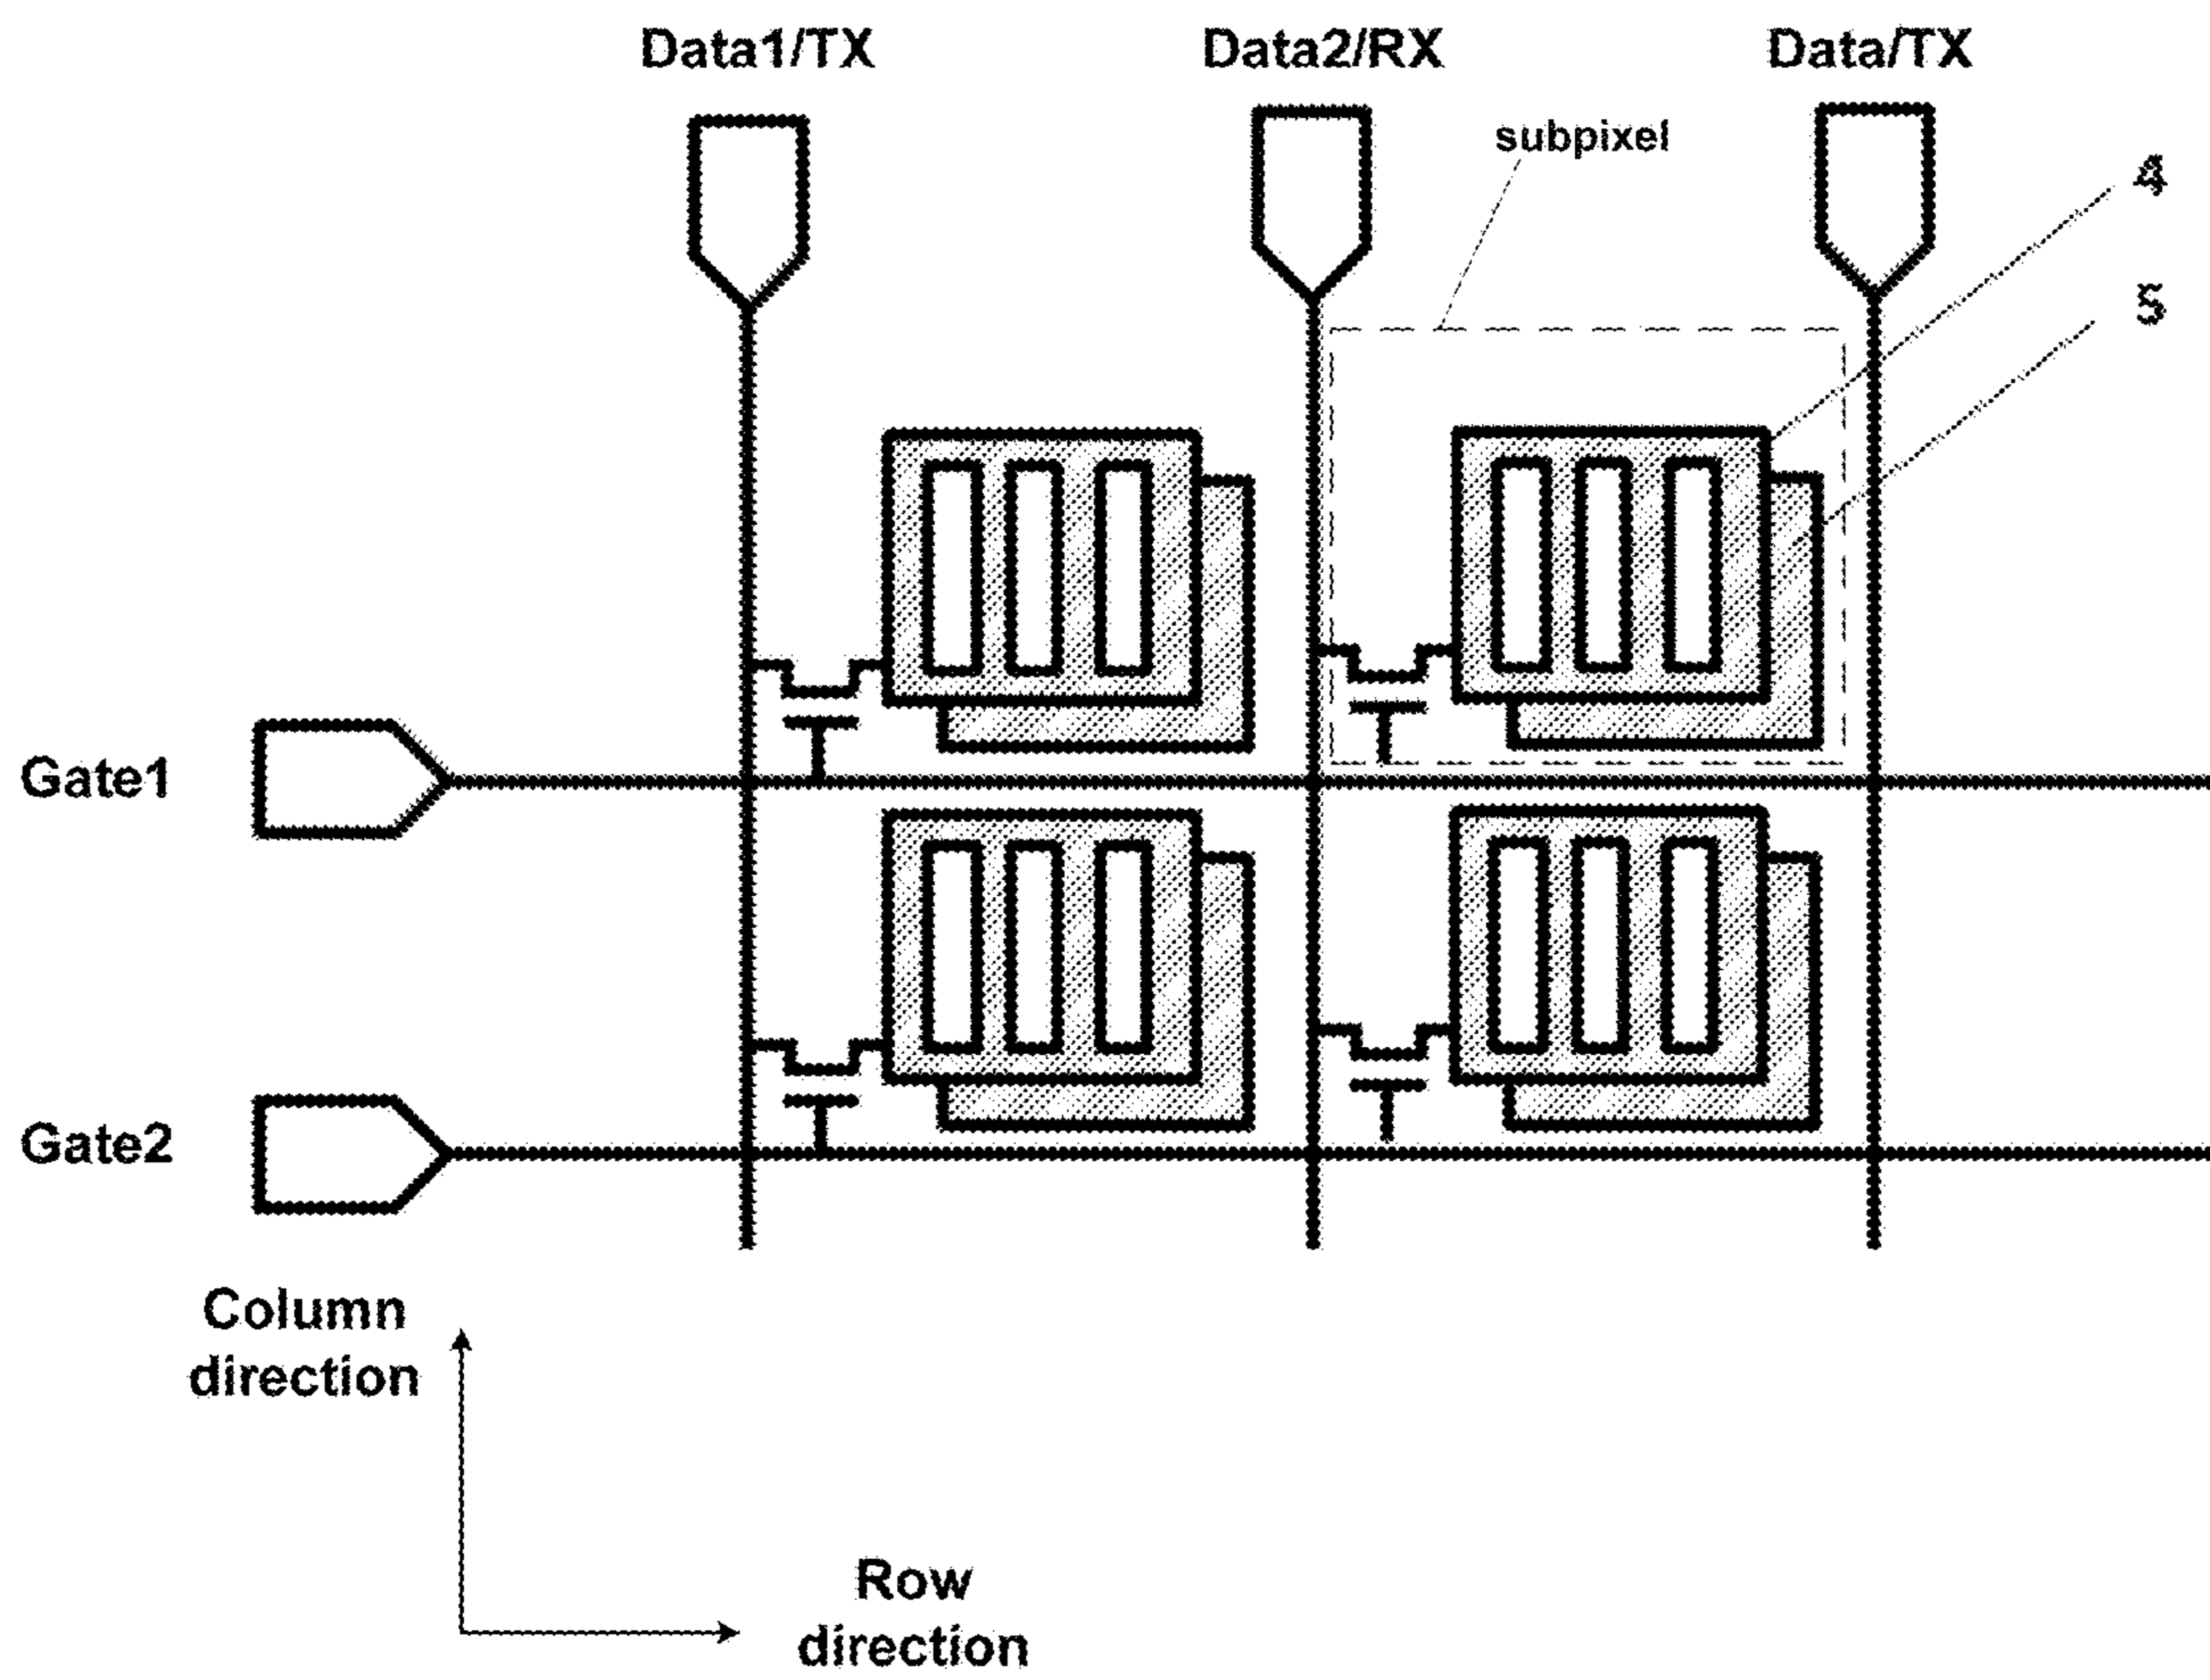 Data1/TX
Data2/RX
Data/TX
subpixel
4
5
Gate1
Gate2
Column
direction
Row
direction